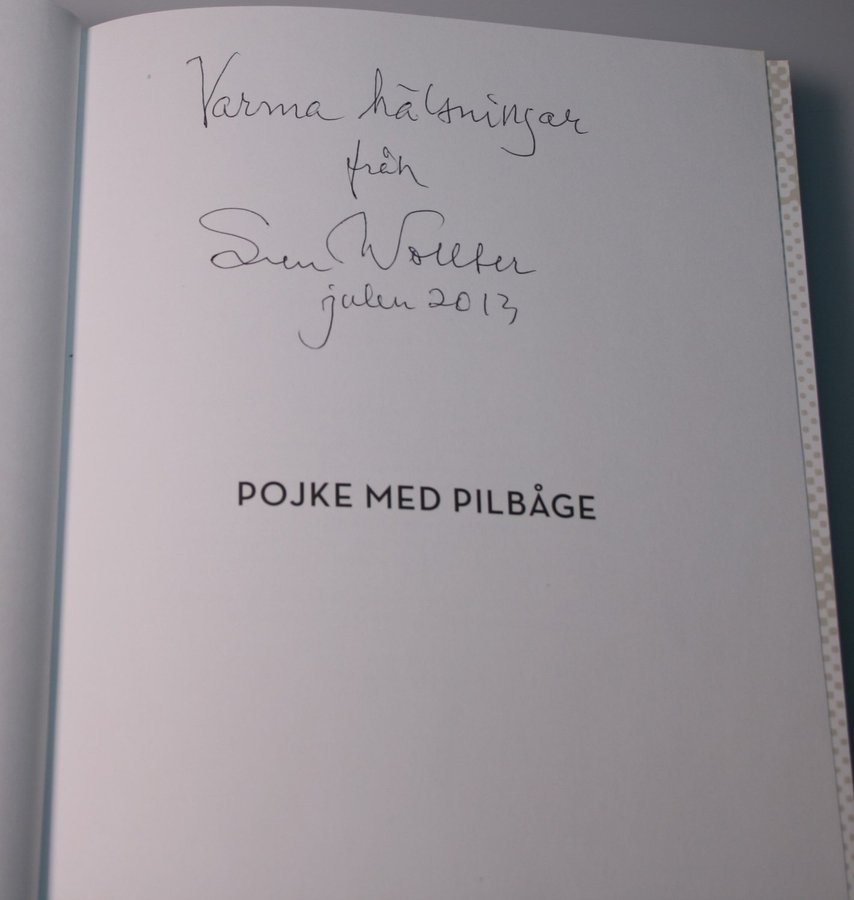 Varma hälsningar
från
Sven Wollter
julen 2013
POJKE MED PILBÅGE